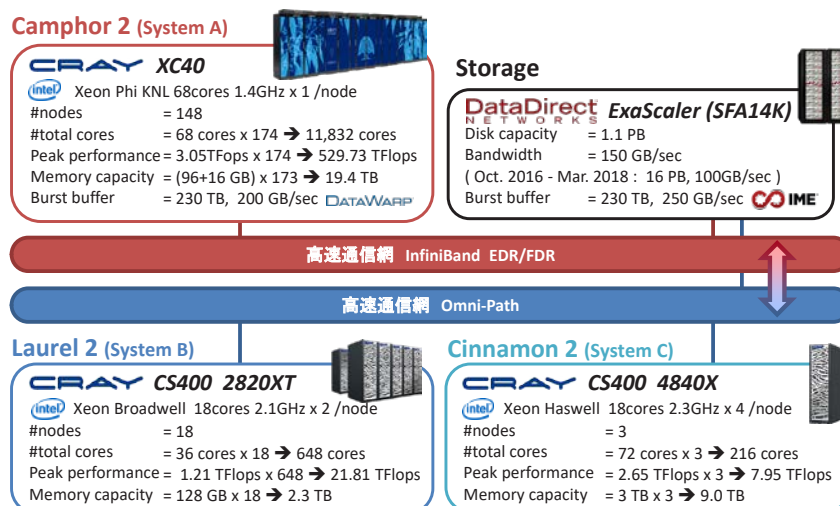 Camphor 2 (System A)
CRAY XC40
intel Xeon Phi KNL 68cores 1.4GHz x 1 /node
#nodes = 148
#total cores = 68 cores x 174 ➔ 11,832 cores
Peak performance = 3.05TFops x 174 ➔ 529.73 TFlops
Memory capacity = (96+16 GB) x 173 ➔ 19.4 TB
Burst buffer = 230 TB, 200 GB/sec DATAWARP
Storage
DataDirect NETWORKS ExaScaler (SFA14K)
Disk capacity = 1.1 PB
Bandwidth = 150 GB/sec
( Oct. 2016 - Mar. 2018 : 16 PB, 100GB/sec )
Burst buffer = 230 TB, 250 GB/sec IME
高速通信網 InfiniBand EDR/FDR
高速通信網 Omni-Path
Laurel 2 (System B)
CRAY CS400 2820XT
intel Xeon Broadwell 18cores 2.1GHz x 2 /node
#nodes = 18
#total cores = 36 cores x 18 ➔ 648 cores
Peak performance = 1.21 TFlops x 648 ➔ 21.81 TFlops
Memory capacity = 128 GB x 18 ➔ 2.3 TB
Cinnamon 2 (System C)
CRAY CS400 4840X
intel Xeon Haswell 18cores 2.3GHz x 4 /node
#nodes = 3
#total cores = 72 cores x 3 ➔ 216 cores
Peak performance = 2.65 TFlops x 3 ➔ 7.95 TFlops
Memory capacity = 3 TB x 3 ➔ 9.0 TB